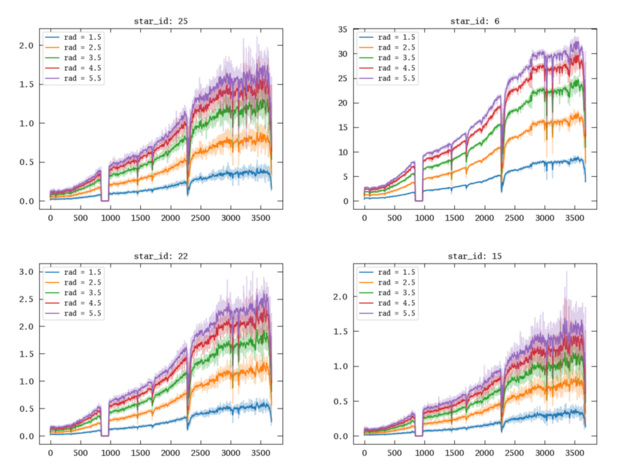 star_id: 25
rad = 1.5
rad = 2.5
rad = 3.5
rad = 4.5
rad = 5.5
2.0
1.5
1.0
0.5
0.0
0 500 1000 1500 2000 2500 3000 3500
star_id: 6
rad = 1.5
rad = 2.5
rad = 3.5
rad = 4.5
rad = 5.5
35
30
25
20
15
10
5
0
0 500 1000 1500 2000 2500 3000 3500
star_id: 22
rad = 1.5
rad = 2.5
rad = 3.5
rad = 4.5
rad = 5.5
3.0
2.5
2.0
1.5
1.0
0.5
0.0
0 500 1000 1500 2000 2500 3000 3500
star_id: 15
rad = 1.5
rad = 2.5
rad = 3.5
rad = 4.5
rad = 5.5
2.0
1.5
1.0
0.5
0.0
0 500 1000 1500 2000 2500 3000 3500